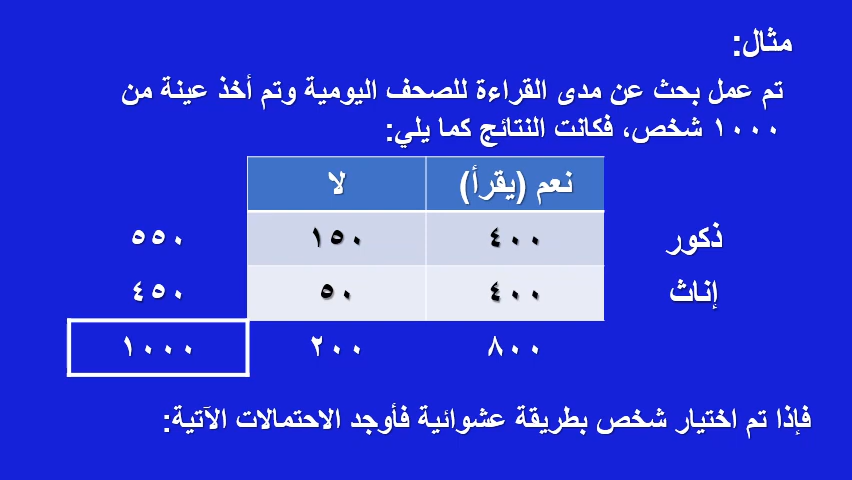 مثال:
تم عمل بحث عن مدى القراءة للصحف اليومية وتم أخذ عينة من
١٠٠٠ شخص، فكانت النتائج كما يلي:
نعم (يقرأ) لا
ذكور ٤٠٠ ١٥٠ ٥٥٠
إناث ٤٠٠ ٥٠ ٤٥٠
٨٠٠ ٢٠٠ ١٠٠٠
فإذا تم اختيار شخص بطريقة عشوائية فأوجد الاحتمالات الآتية: